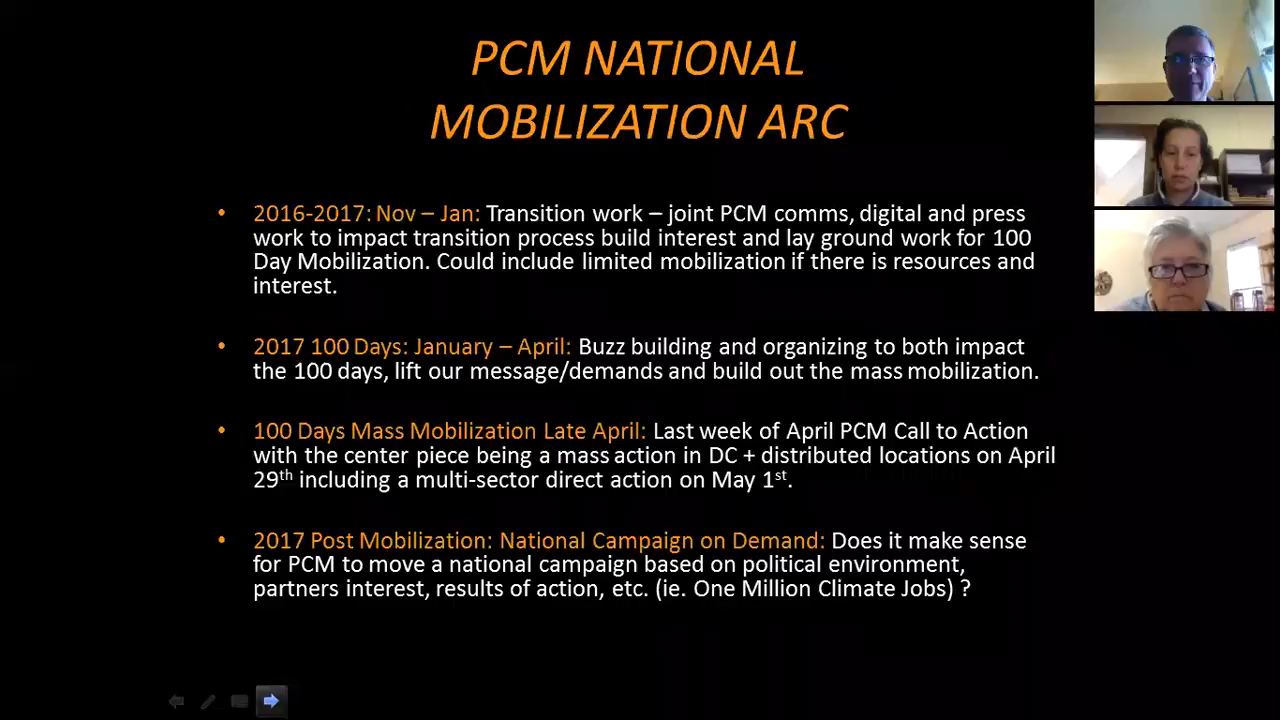 PCM NATIONAL
MOBILIZATION ARC
• 2016-2017: Nov – Jan: Transition work – joint PCM comms, digital and press
work to impact transition process build interest and lay ground work for 100
Day Mobilization. Could include limited mobilization if there is resources and
interest.
• 2017 100 Days: January – April: Buzz building and organizing to both impact
the 100 days, lift our message/demands and build out the mass mobilization.
• 100 Days Mass Mobilization Late April: Last week of April PCM Call to Action
with the center piece being a mass action in DC + distributed locations on April
29th including a multi-sector direct action on May 1st.
• 2017 Post Mobilization: National Campaign on Demand: Does it make sense
for PCM to move a national campaign based on political environment,
partners interest, results of action, etc. (ie. One Million Climate Jobs) ?